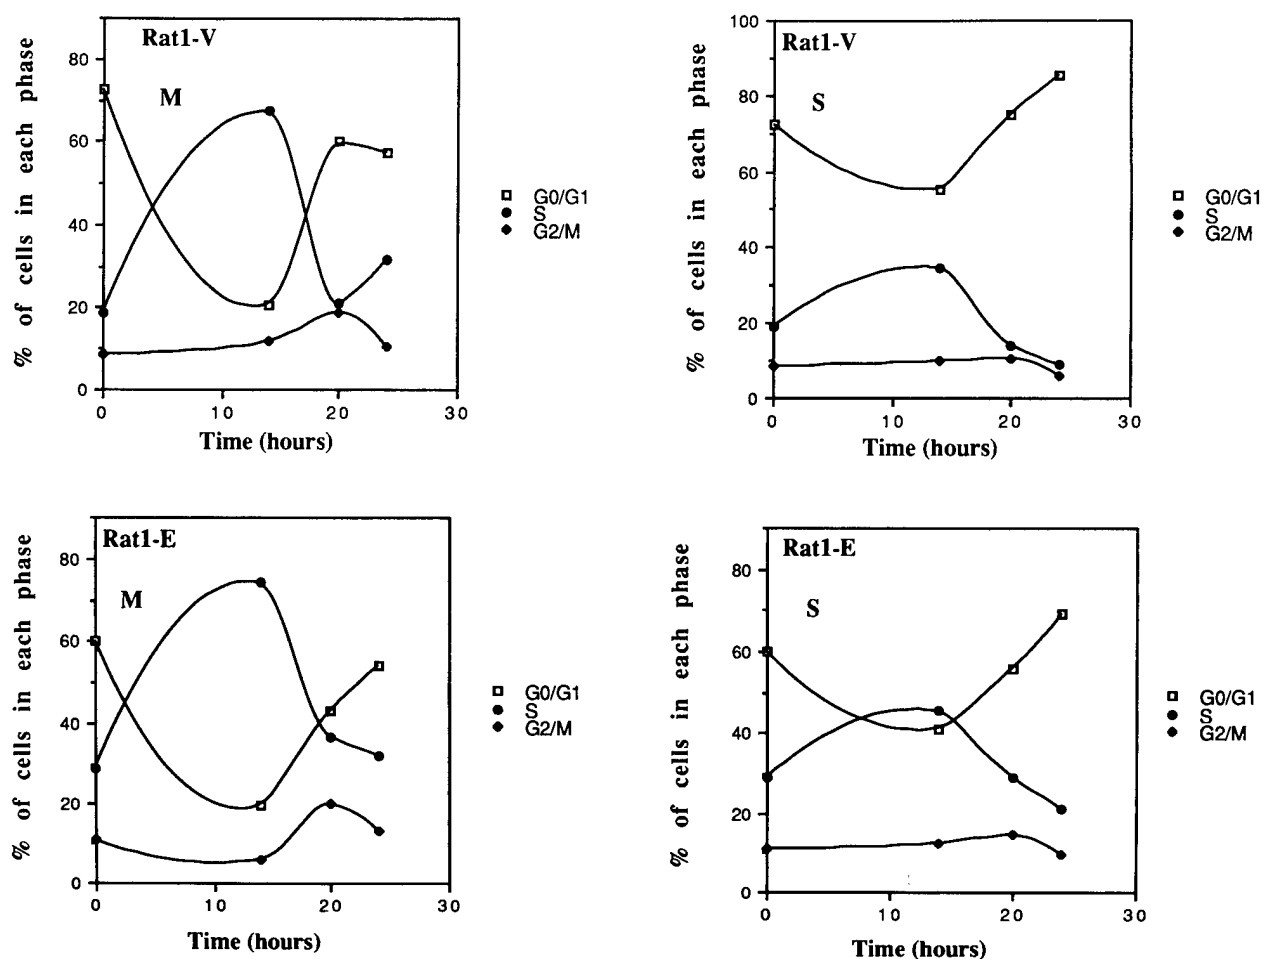 Rat1-V
M
% of cells in each phase
80
60
40
20
0
0 10 20 30
Time (hours)
G0/G1
S
G2/M
Rat1-V
S
% of cells in each phase
100
80
60
40
20
0
0 10 20 30
Time (hours)
G0/G1
S
G2/M
Rat1-E
M
% of cells in each phase
80
60
40
20
0
0 10 20 30
Time (hours)
G0/G1
S
G2/M
Rat1-E
S
% of cells in each phase
80
60
40
20
0
0 10 20 30
Time (hours)
G0/G1
S
G2/M